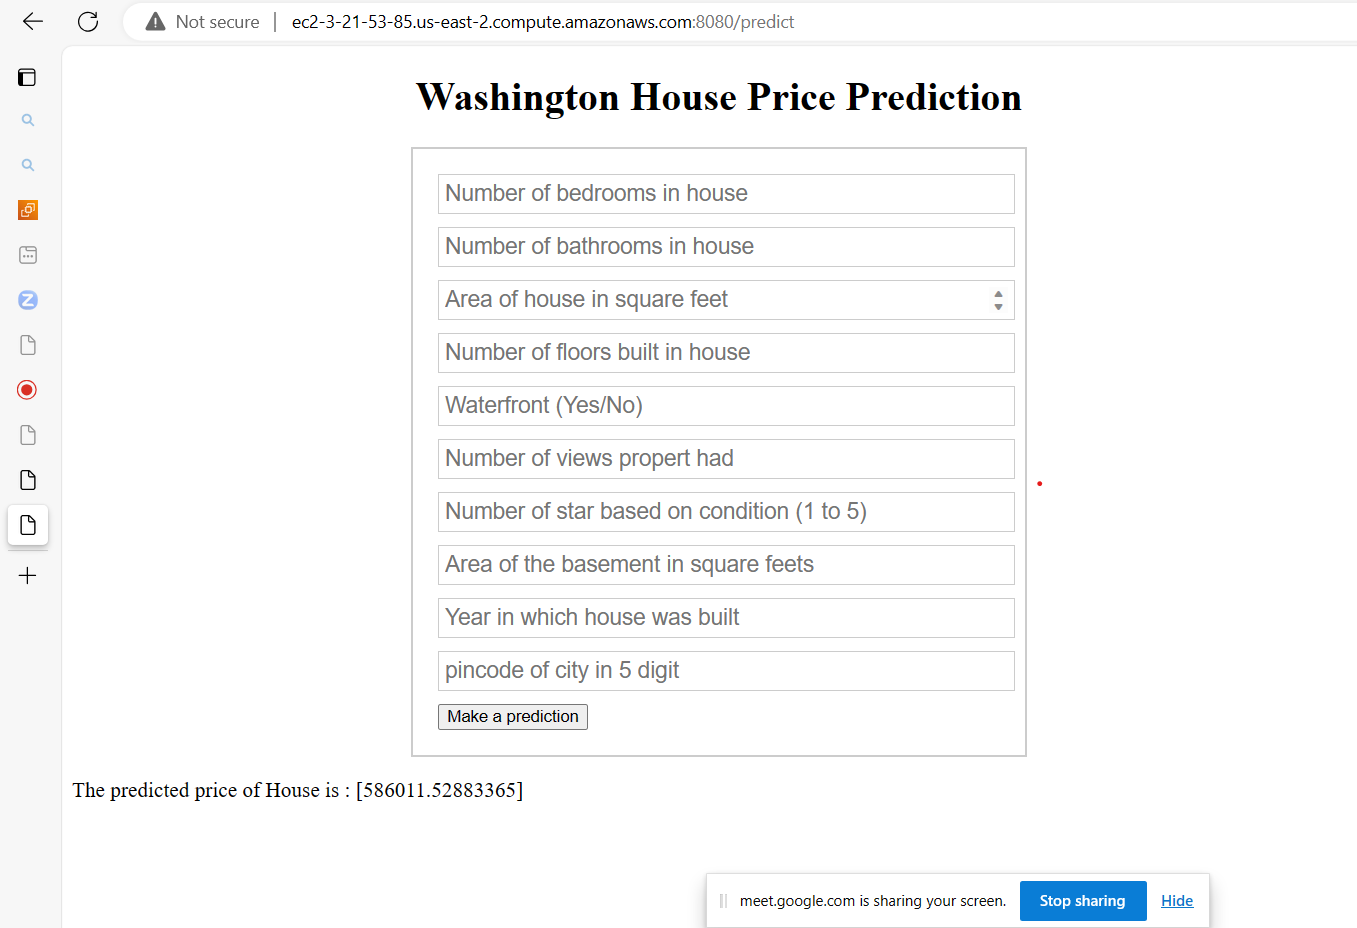 Not secure
ec2-3-21-53-85.us-east-2.compute.amazonaws.com:8080/predict
Washington House Price Prediction
Number of bedrooms in house
Number of bathrooms in house
Area of house in square feet
Number of floors built in house
Waterfront (Yes/No)
Number of views propert had
Number of star based on condition (1 to 5)
Area of the basement in square feets
Year in which house was built
pincode of city in 5 digit
Make a prediction
The predicted price of House is : [586011.52883365]
meet.google.com is sharing your screen.
Stop sharing
Hide